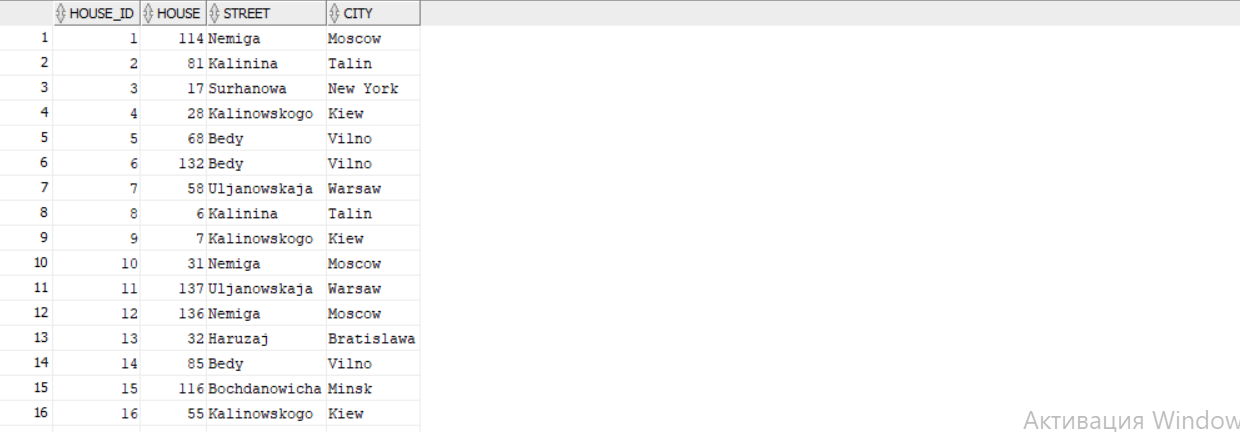 HOUSE_ID HOUSE STREET CITY
1 1 114 Nemiga Moscow
2 2 81 Kalinina Talin
3 3 17 Surhanowa New York
4 4 28 Kalinowskogo Kiew
5 5 68 Bedy Vilno
6 6 132 Bedy Vilno
7 7 58 Uljanowskaja Warsaw
8 8 6 Kalinina Talin
9 9 7 Kalinowskogo Kiew
10 10 31 Nemiga Moscow
11 11 137 Uljanowskaja Warsaw
12 12 136 Nemiga Moscow
13 13 32 Haruzaj Bratislawa
14 14 85 Bedy Vilno
15 15 116 Bochdanowicha Minsk
16 16 55 Kalinowskogo Kiew
Активация Window